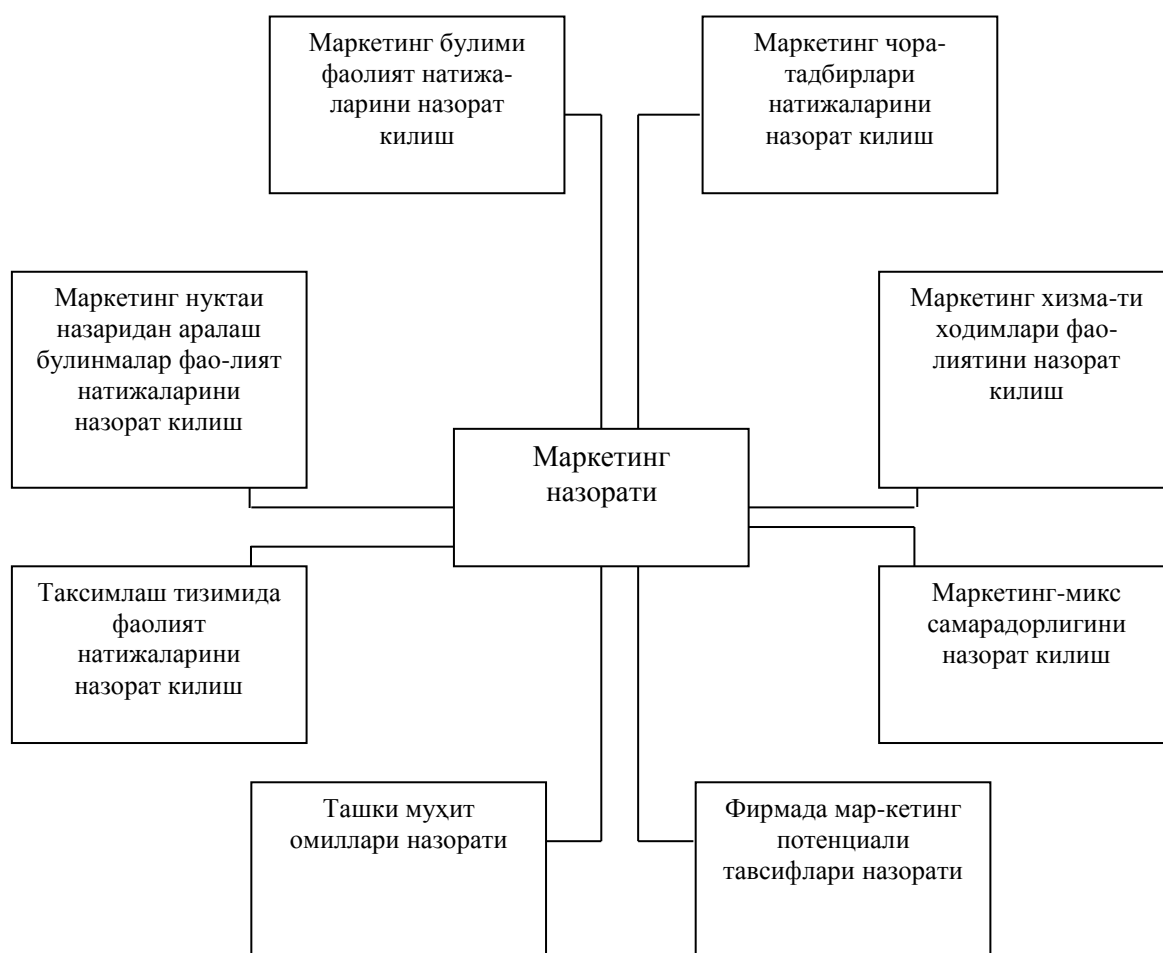 Маркетинг булими
фаолият натижа-
ларини назорат
килиш
Маркетинг чора-
тадбирлари
натижаларини
назорат килиш
Маркетинг нуктаи
назаридан аралаш
булинмалар фао-лият
натижаларини
назорат килиш
Маркетинг хизма-ти
ходимлари фао-
лиятини назорат
килиш
Маркетинг
назорати
Таксимлаш тизимида
фаолият
натижаларини
назорат килиш
Маркетинг-микс
самарадорлигини
назорат килиш
Ташки муҳит
омиллари назорати
Фирмада мар-кетинг
потенциали
тавсифлари назорати